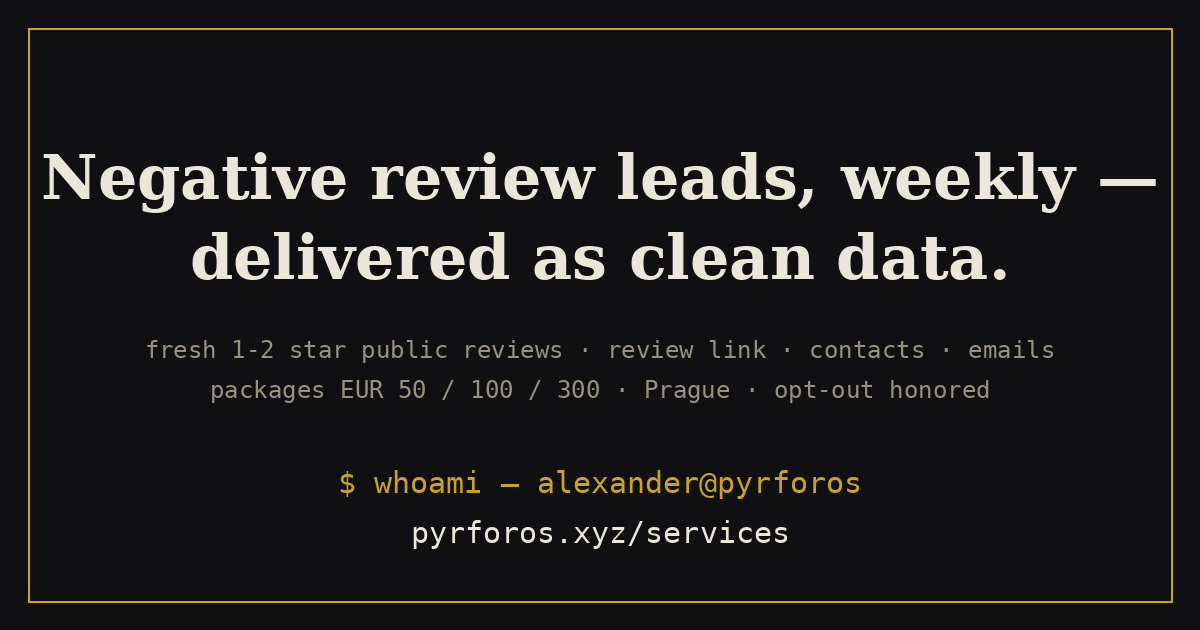 Negative review leads, weekly —
delivered as clean data.
fresh 1-2 star public reviews · review link · contacts · emails
packages EUR 50 / 100 / 300 · Prague · opt-out honored
$ whoami — alexander@pyrforos
pyrforos.xyz/services